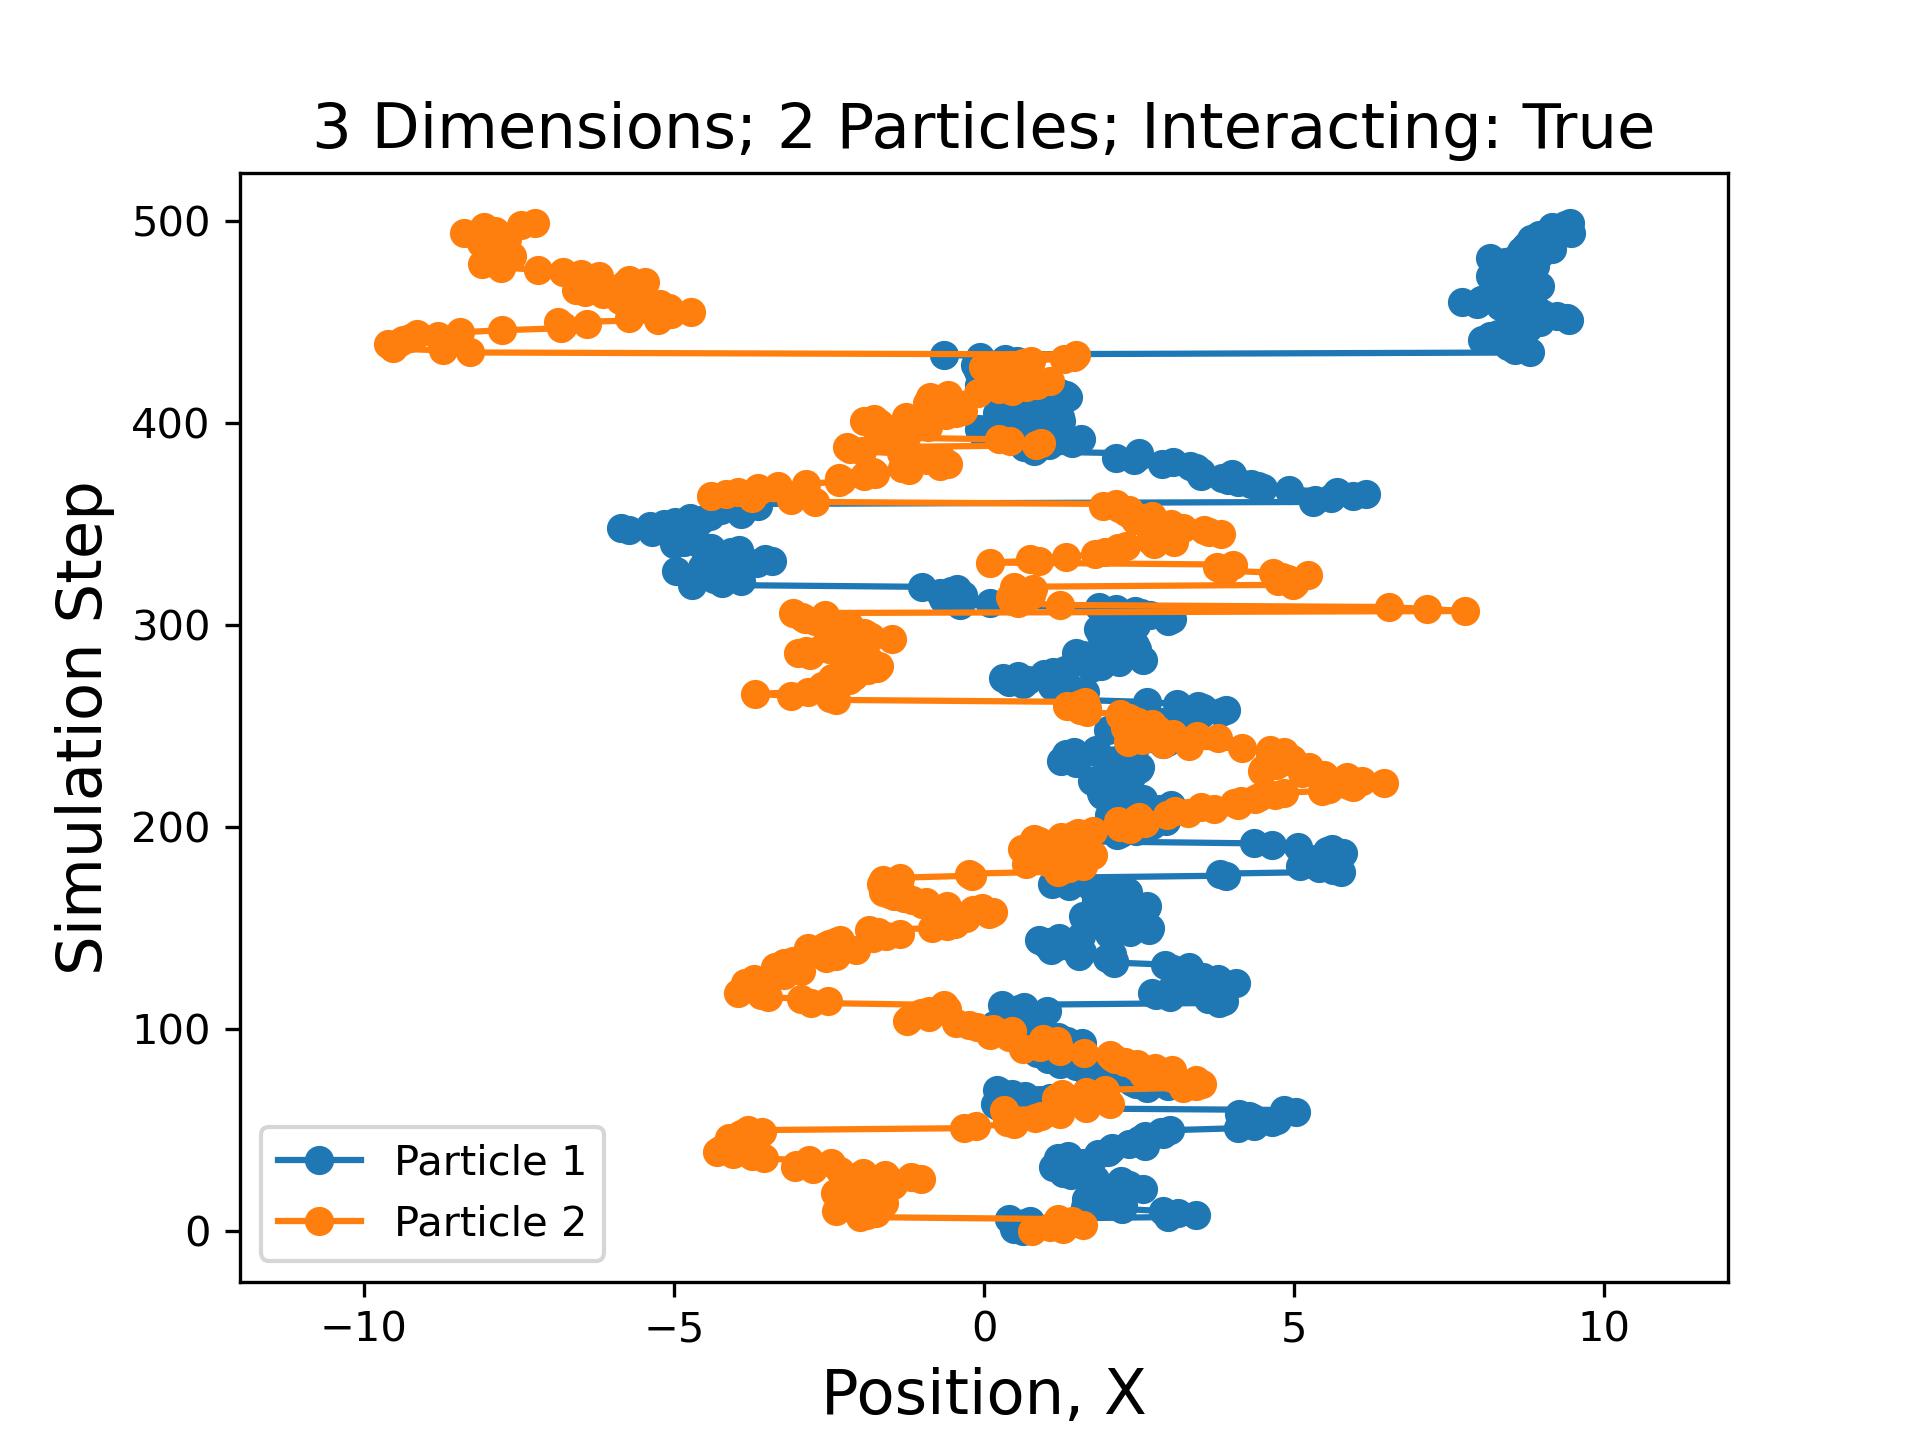 3 Dimensions; 2 Particles; Interacting: True
Simulation Step
500
400
300
200
100
0
Particle 1
Particle 2
−10
−5
0
5
10
Position, X